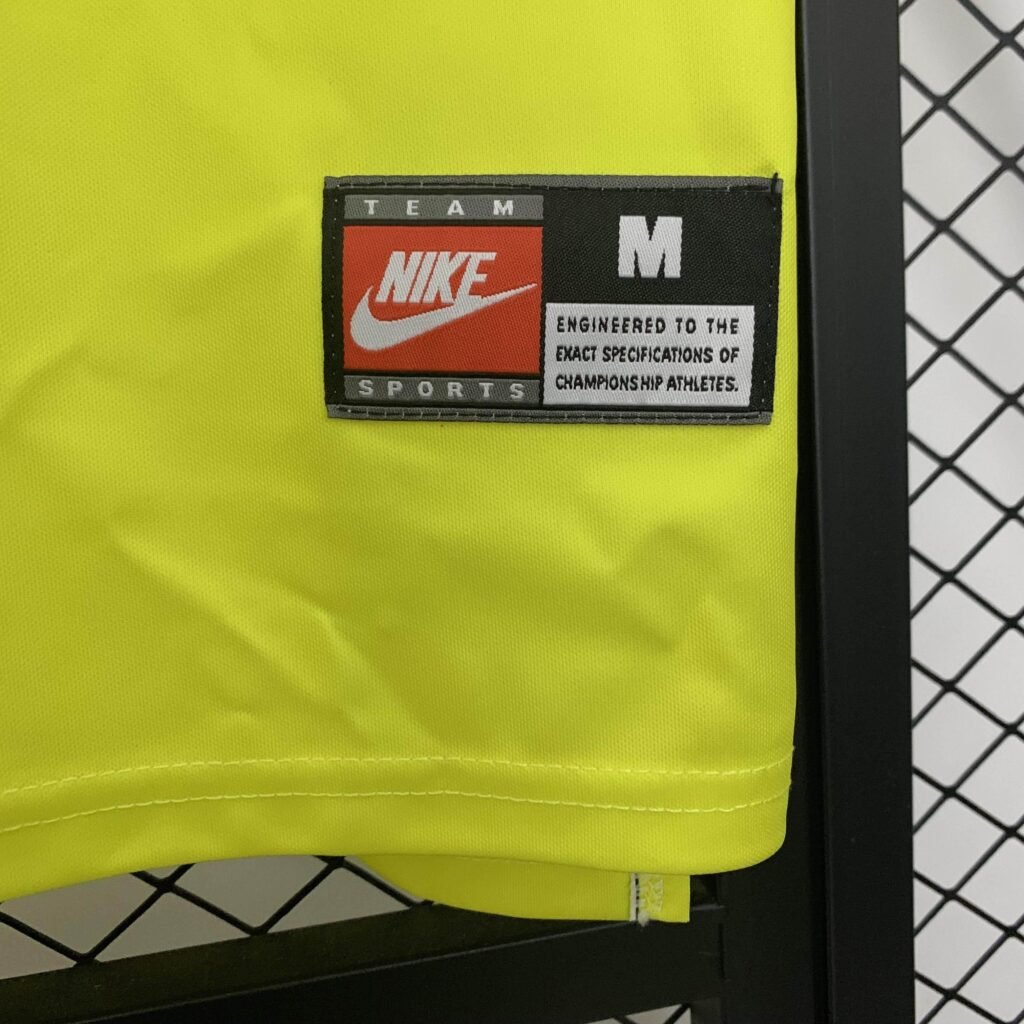 TEAM
NIKE
SPORTS
M
ENGINEERED TO THE
EXACT SPECIFICATIONS OF
CHAMPIONSHIP ATHLETES.